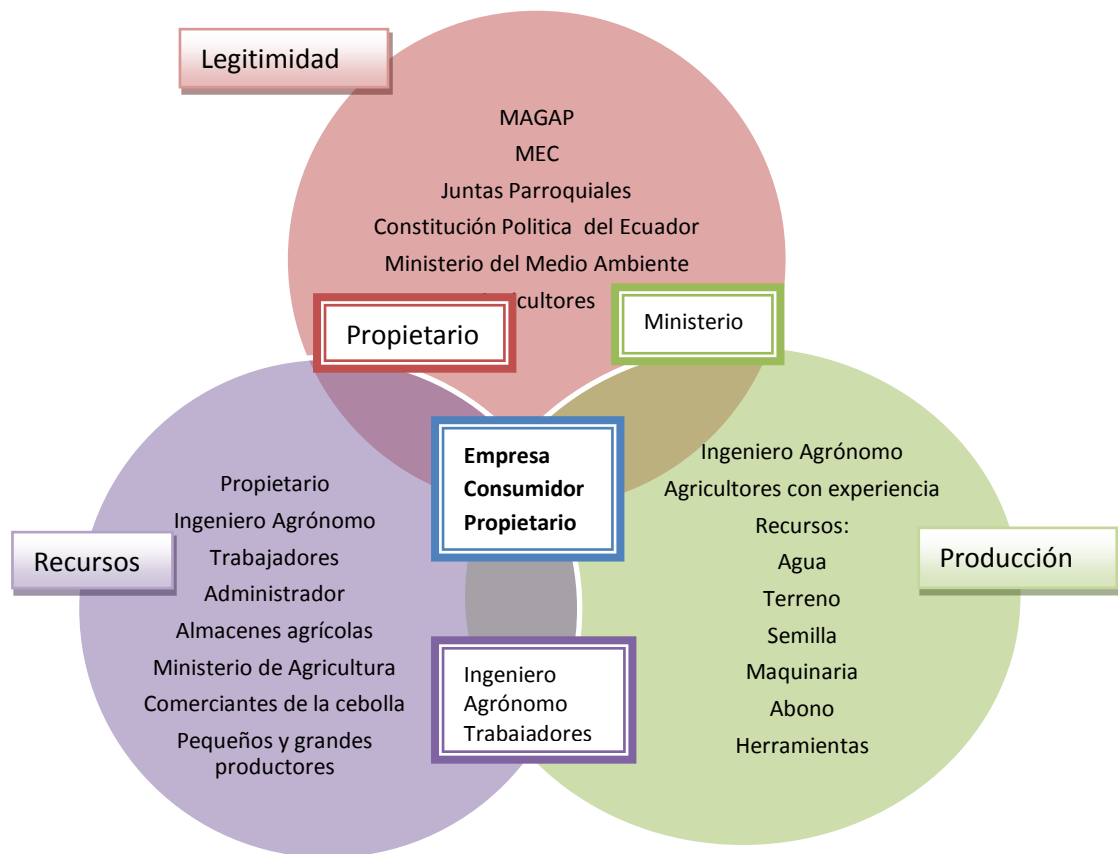 Legitimidad
MAGAP
MEC
Juntas Parroquiales
Constitución Politica del Ecuador
Ministerio del Medio Ambiente
Propietario
Ministerio
Empresa
Consumidor
Propietario
Recursos
Propietario
Ingeniero Agrónomo
Trabajadores
Administrador
Almacenes agrícolas
Ministerio de Agricultura
Comerciantes de la cebolla
Pequeños y grandes
productores
Ingeniero
Agrónomo
Trabajadores
Producción
Ingeniero Agrónomo
Agricultores con experiencia
Recursos:
Agua
Terreno
Semilla
Maquinaria
Abono
Herramientas